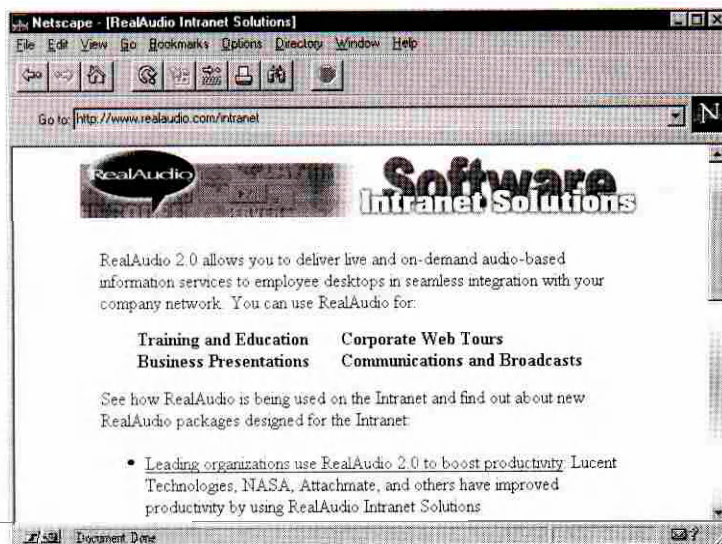 Netscape - [RealAudio Intranet Solutions]
File Edit View Go Bookmarks Options Directory Window Help
Go to: http://www.realaudio.com/intranet
N
RealAudio
Software
Intranet Solutions
RealAudio 2.0 allows you to deliver live and on-demand audio-based
information services to employee desktops in seamless integration with your
company network. You can use RealAudio for:
Training and Education Corporate Web Tours
Business Presentations Communications and Broadcasts
See how RealAudio is being used on the Intranet and find out about new
RealAudio packages designed for the Intranet:
• Leading organizations use RealAudio 2.0 to boost productivity: Lucent
Technologies, NASA, Attachmate, and others have improved
productivity by using RealAudio Intranet Solutions
Document Done